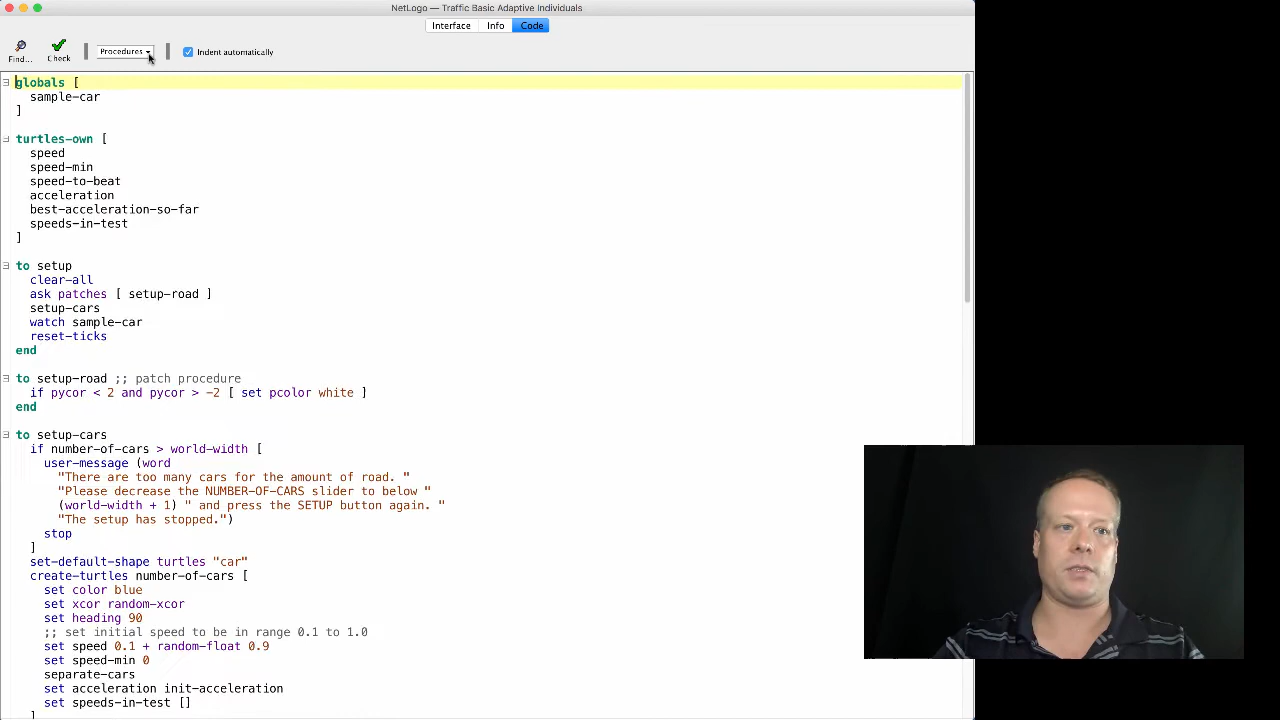 NetLogo — Traffic Basic Adaptive Individuals
Interface Info Code
Find... Check Procedures Indent automatically
globals [
sample-car
]
turtles-own [
speed
speed-min
speed-to-beat
acceleration
best-acceleration-so-far
speeds-in-test
]
to setup
clear-all
ask patches [ setup-road ]
setup-cars
watch sample-car
reset-ticks
end
to setup-road ;; patch procedure
if pycor < 2 and pycor > -2 [ set pcolor white ]
end
to setup-cars
if number-of-cars > world-width [
user-message (word
"There are too many cars for the amount of road. "
"Please decrease the NUMBER-OF-CARS slider to below "
(world-width + 1) " and press the SETUP button again. "
"The setup has stopped.")
stop
]
set-default-shape turtles "car"
create-turtles number-of-cars [
set color blue
set xcor random-xcor
set heading 90
;; set initial speed to be in range 0.1 to 1.0
set speed 0.1 + random-float 0.9
set speed-min 0
separate-cars
set acceleration init-acceleration
set speeds-in-test []
]